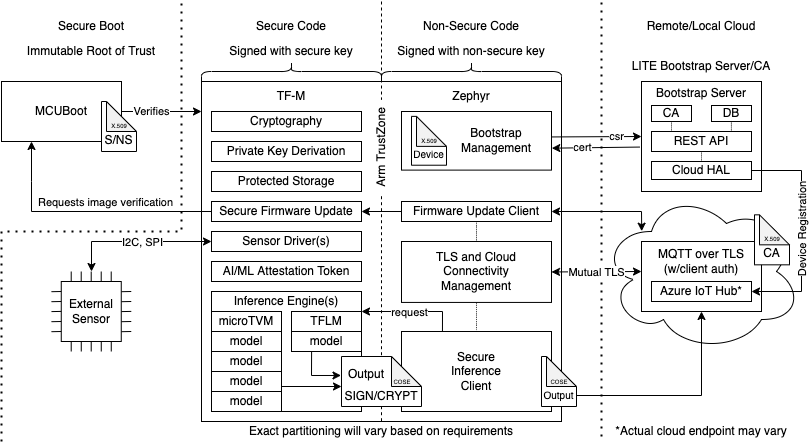 Secure Boot
Immutable Root of Trust
Secure Code
Signed with secure key
Non-Secure Code
Signed with non-secure key
Remote/Local Cloud
LITE Bootstrap Server/CA
MCUBoot
X.509
S/NS
Verifies
TF-M
Cryptography
Private Key Derivation
Protected Storage
Secure Firmware Update
Sensor Driver(s)
AI/ML Attestation Token
Inference Engine(s)
microTVM
model
model
model
model
TFLM
model
Arm TrustZone
Zephyr
X.509
Device
Bootstrap
Management
Firmware Update Client
TLS and Cloud
Connectivity
Management
request
Secure
Inference
Client
Output
COSE
SIGN/CRYPT
COSE
Output
csr
cert
Mutual TLS
Bootstrap Server
CA
DB
REST API
Cloud HAL
Device Registration
MQTT over TLS
(w/client auth)
X.509
CA
Azure IoT Hub*
Requests image verification
I2C, SPI
External
Sensor
Exact partitioning will vary based on requirements
*Actual cloud endpoint may vary